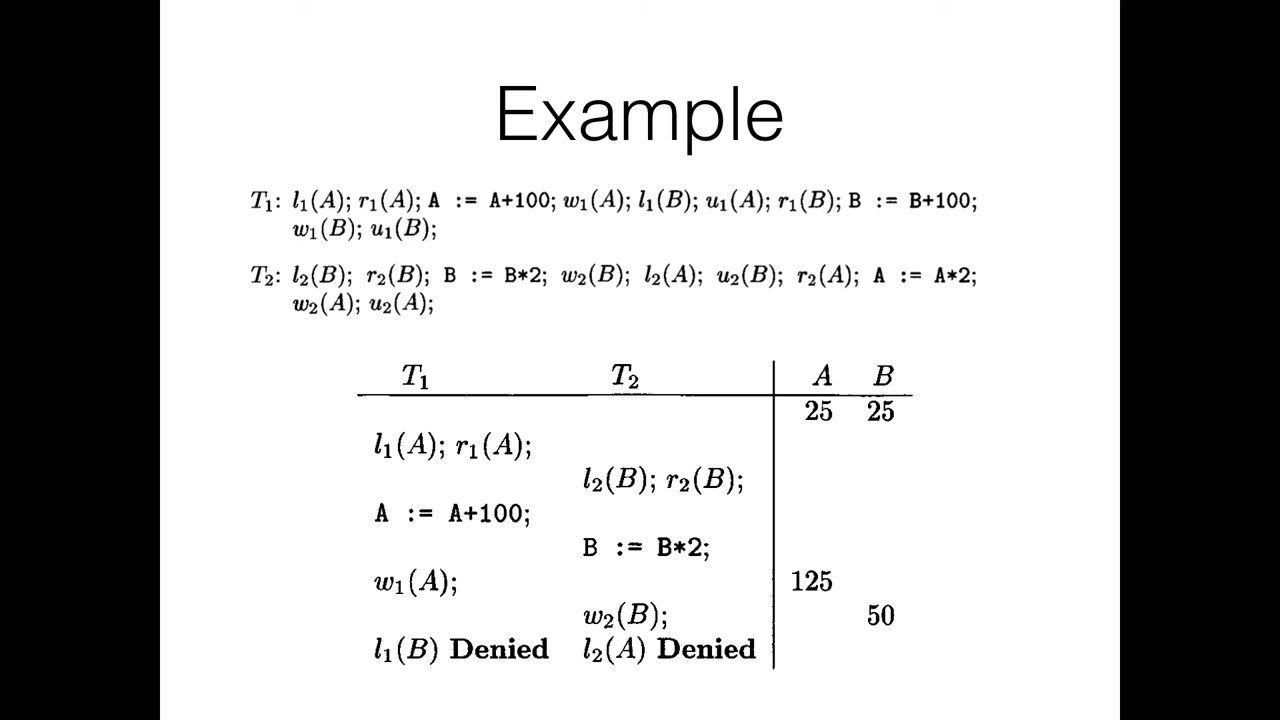 Example
T₁: l₁(A); r₁(A); A := A+100; w₁(A); l₁(B); u₁(A); r₁(B); B := B+100;
w₁(B); u₁(B);
T₂: l₂(B); r₂(B); B := B*2; w₂(B); l₂(A); u₂(B); r₂(A); A := A*2;
w₂(A); u₂(A);
T₁ T₂ A B
25 25
l₁(A); r₁(A);
l₂(B); r₂(B);
A := A+100;
B := B*2;
w₁(A); 125
w₂(B); 50
l₁(B) Denied l₂(A) Denied